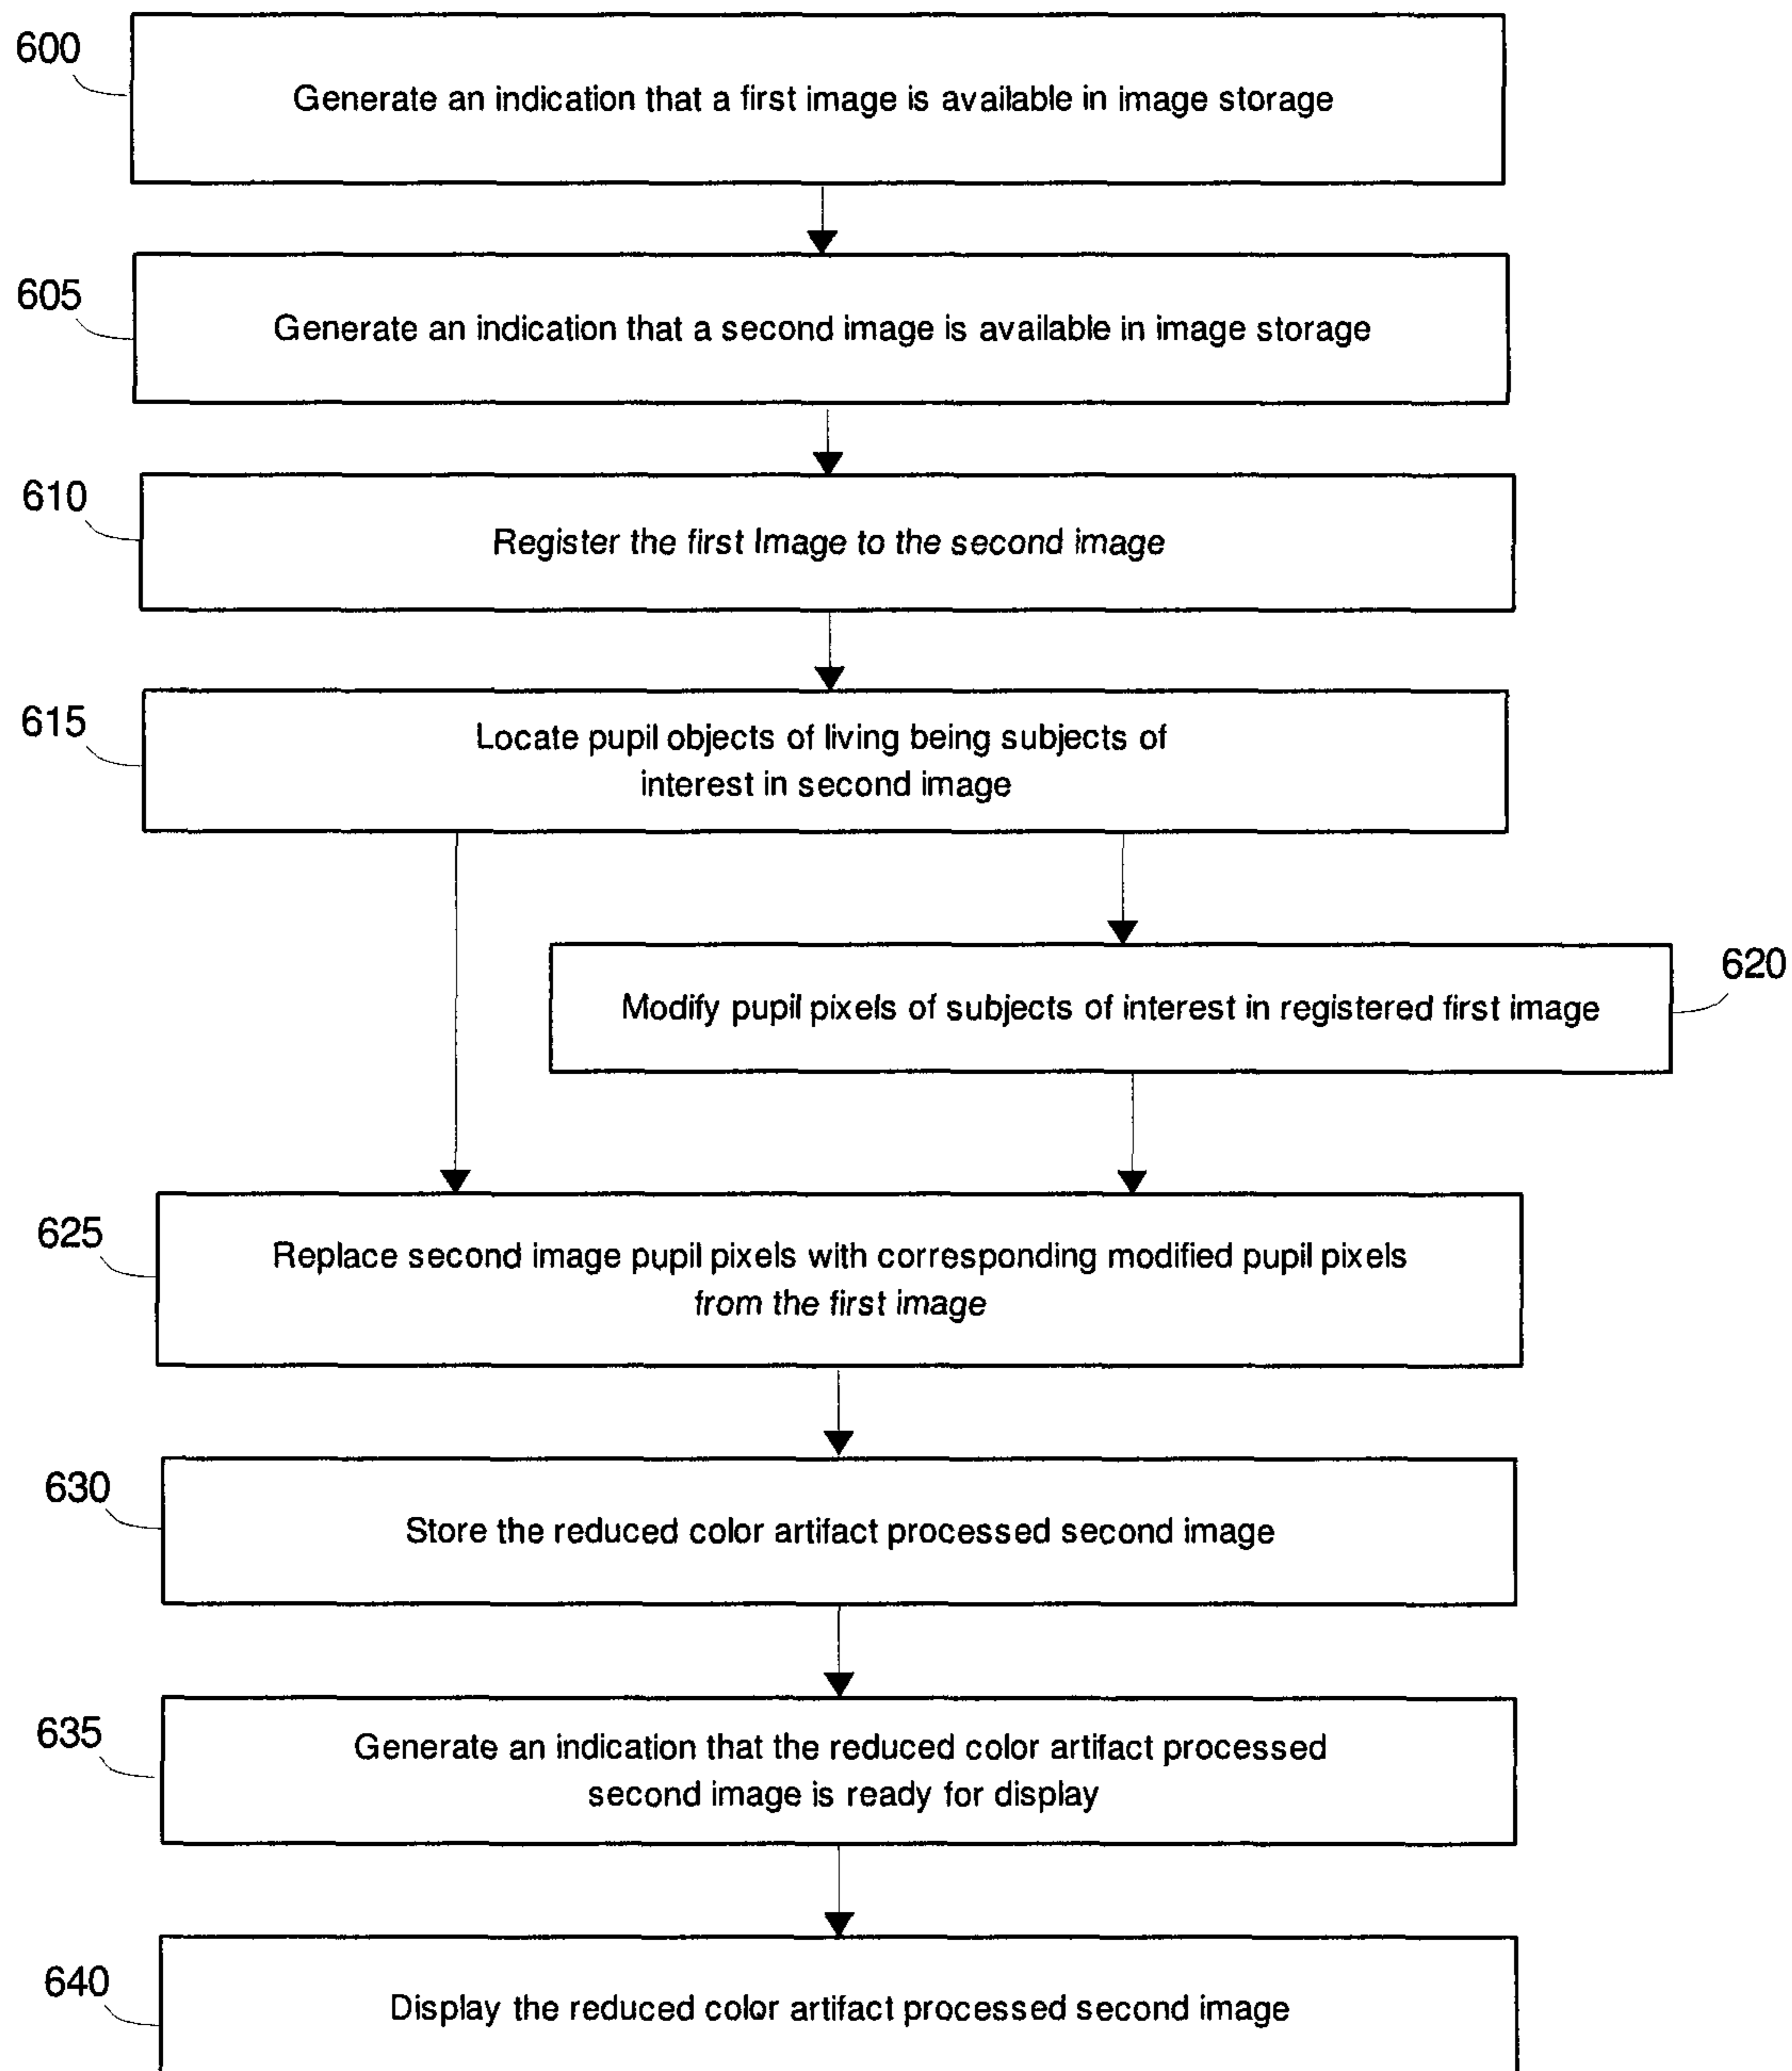 600
Generate an indication that a first image is available in image storage
605
Generate an indication that a second image is available in image storage
610
Register the first Image to the second image
615
Locate pupil objects of living being subjects of
interest in second image
620
Modify pupil pixels of subjects of interest in registered first image
625
Replace second image pupil pixels with corresponding modified pupil pixels
from the first image
630
Store the reduced color artifact processed second image
635
Generate an indication that the reduced color artifact processed
second image is ready for display
640
Display the reduced color artifact processed second image